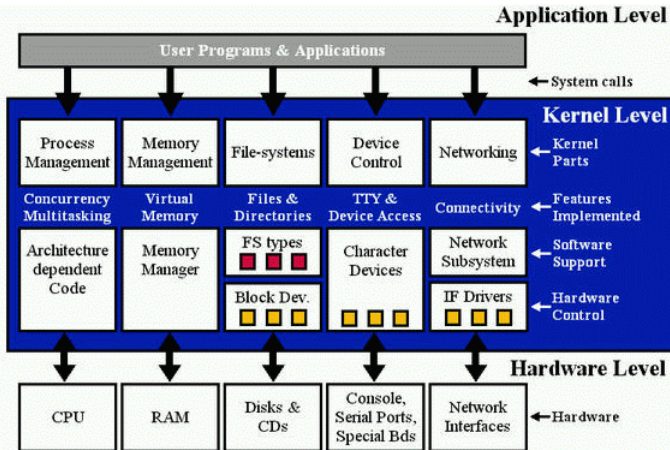 Application Level
User Programs & Applications
System calls
Kernel Level
Process
Management
Memory
Management
File-systems
Device
Control
Networking
Kernel
Parts
Concurrency
Multitasking
Virtual
Memory
Files &
Directories
TTY &
Device Access
Connectivity
Features
Implemented
Architecture
dependent
Code
Memory
Manager
FS types
Block Dev.
Character
Devices
Network
Subsystem
IF Drivers
Software
Support
Hardware
Control
Hardware Level
CPU
RAM
Disks &
CDs
Console,
Serial Ports,
Special Bds
Network
Interfaces
Hardware